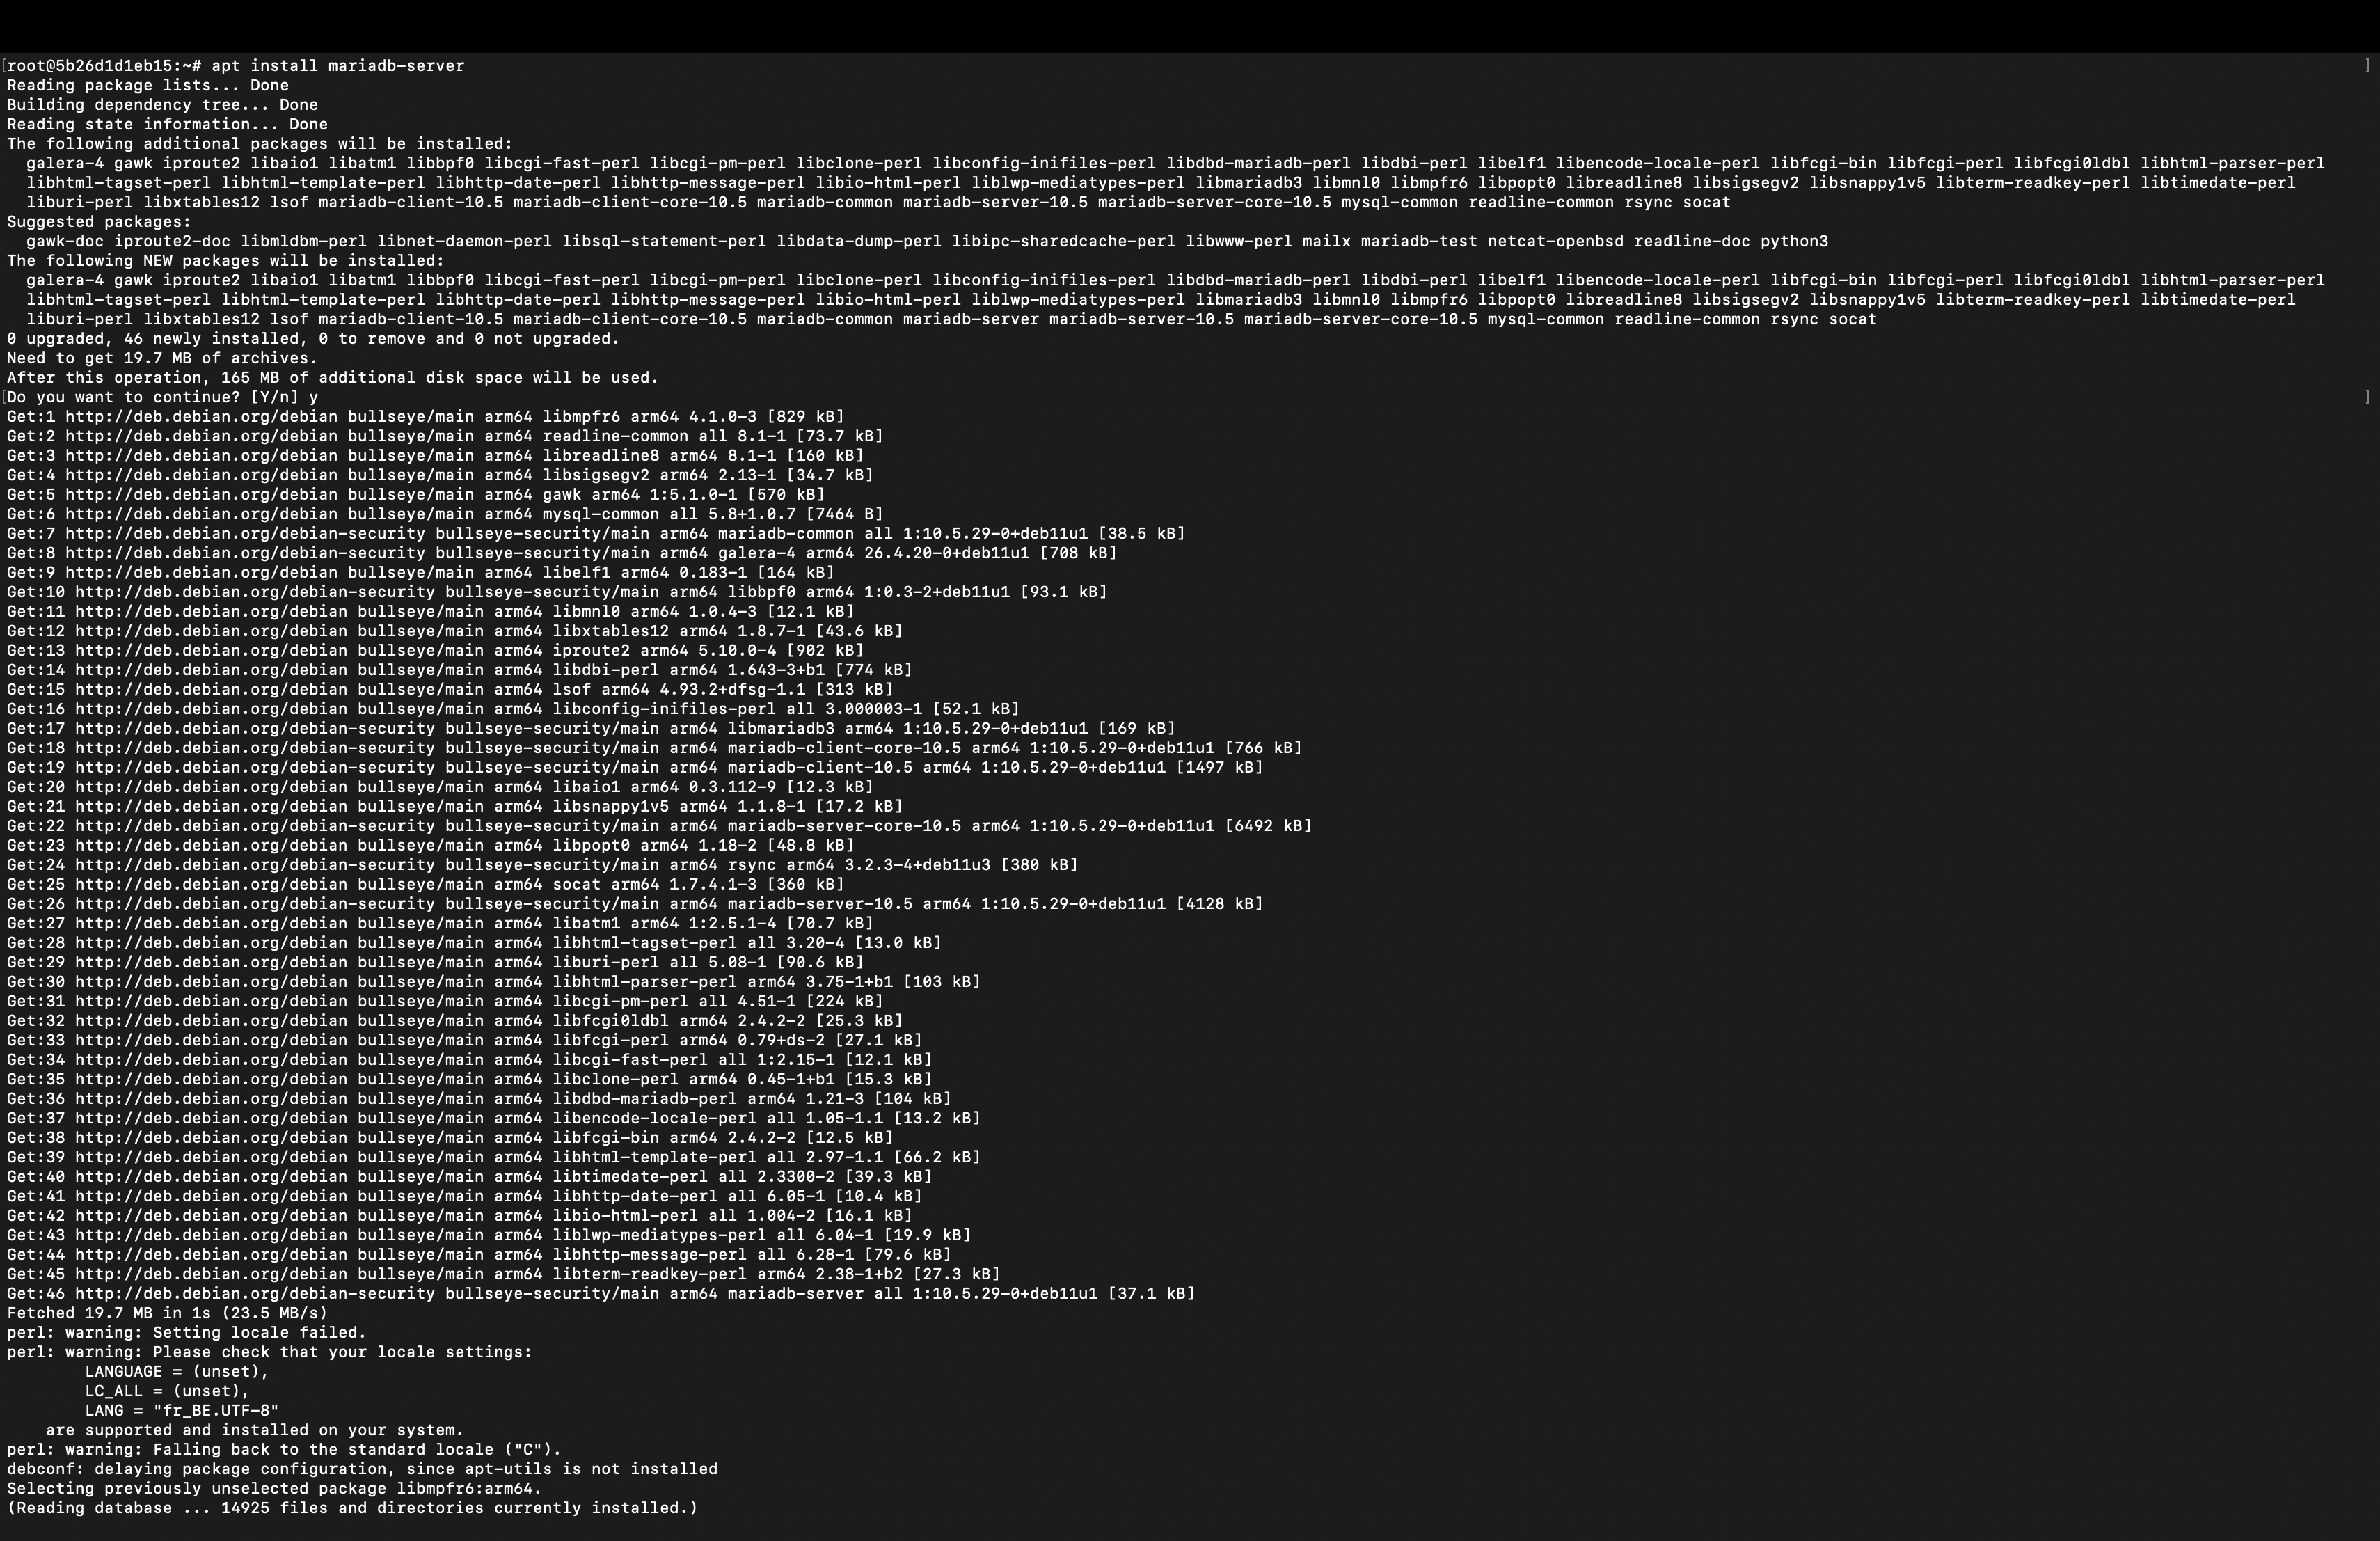 [root@5b26d1d1eb15:~# apt install mariadb-server ]
Reading package lists... Done
Building dependency tree... Done
Reading state information... Done
The following additional packages will be installed:
  galera-4 gawk iproute2 libaio1 libatm1 libbpf0 libcgi-fast-perl libcgi-pm-perl libclone-perl libconfig-inifiles-perl libdbd-mariadb-perl libdbi-perl libelf1 libencode-locale-perl libfcgi-bin libfcgi-perl libfcgi0ldbl libhtml-parser-perl
  libhtml-tagset-perl libhtml-template-perl libhttp-date-perl libhttp-message-perl libio-html-perl liblwp-mediatypes-perl libmariadb3 libmnl0 libmpfr6 libpopt0 libreadline8 libsigsegv2 libsnappy1v5 libterm-readkey-perl libtimedate-perl
  liburi-perl libxtables12 lsof mariadb-client-10.5 mariadb-client-core-10.5 mariadb-common mariadb-server-10.5 mariadb-server-core-10.5 mysql-common readline-common rsync socat
Suggested packages:
  gawk-doc iproute2-doc libmldbm-perl libnet-daemon-perl libsql-statement-perl libdata-dump-perl libipc-sharedcache-perl libwww-perl mailx mariadb-test netcat-openbsd readline-doc python3
The following NEW packages will be installed:
  galera-4 gawk iproute2 libaio1 libatm1 libbpf0 libcgi-fast-perl libcgi-pm-perl libclone-perl libconfig-inifiles-perl libdbd-mariadb-perl libdbi-perl libelf1 libencode-locale-perl libfcgi-bin libfcgi-perl libfcgi0ldbl libhtml-parser-perl
  libhtml-tagset-perl libhtml-template-perl libhttp-date-perl libhttp-message-perl libio-html-perl liblwp-mediatypes-perl libmariadb3 libmnl0 libmpfr6 libpopt0 libreadline8 libsigsegv2 libsnappy1v5 libterm-readkey-perl libtimedate-perl
  liburi-perl libxtables12 lsof mariadb-client-10.5 mariadb-client-core-10.5 mariadb-common mariadb-server mariadb-server-10.5 mariadb-server-core-10.5 mysql-common readline-common rsync socat
0 upgraded, 46 newly installed, 0 to remove and 0 not upgraded.
Need to get 19.7 MB of archives.
After this operation, 165 MB of additional disk space will be used.
[Do you want to continue? [Y/n] y ]
Get:1 http://deb.debian.org/debian bullseye/main arm64 libmpfr6 arm64 4.1.0-3 [829 kB]
Get:2 http://deb.debian.org/debian bullseye/main arm64 readline-common all 8.1-1 [73.7 kB]
Get:3 http://deb.debian.org/debian bullseye/main arm64 libreadline8 arm64 8.1-1 [160 kB]
Get:4 http://deb.debian.org/debian bullseye/main arm64 libsigsegv2 arm64 2.13-1 [34.7 kB]
Get:5 http://deb.debian.org/debian bullseye/main arm64 gawk arm64 1:5.1.0-1 [570 kB]
Get:6 http://deb.debian.org/debian bullseye/main arm64 mysql-common all 5.8+1.0.7 [7464 B]
Get:7 http://deb.debian.org/debian-security bullseye-security/main arm64 mariadb-common all 1:10.5.29-0+deb11u1 [38.5 kB]
Get:8 http://deb.debian.org/debian-security bullseye-security/main arm64 galera-4 arm64 26.4.20-0+deb11u1 [708 kB]
Get:9 http://deb.debian.org/debian bullseye/main arm64 libelf1 arm64 0.183-1 [164 kB]
Get:10 http://deb.debian.org/debian-security bullseye-security/main arm64 libbpf0 arm64 1:0.3-2+deb11u1 [93.1 kB]
Get:11 http://deb.debian.org/debian bullseye/main arm64 libmnl0 arm64 1.0.4-3 [12.1 kB]
Get:12 http://deb.debian.org/debian bullseye/main arm64 libxtables12 arm64 1.8.7-1 [43.6 kB]
Get:13 http://deb.debian.org/debian bullseye/main arm64 iproute2 arm64 5.10.0-4 [902 kB]
Get:14 http://deb.debian.org/debian bullseye/main arm64 libdbi-perl arm64 1.643-3+b1 [774 kB]
Get:15 http://deb.debian.org/debian bullseye/main arm64 lsof arm64 4.93.2+dfsg-1.1 [313 kB]
Get:16 http://deb.debian.org/debian bullseye/main arm64 libconfig-inifiles-perl all 3.000003-1 [52.1 kB]
Get:17 http://deb.debian.org/debian-security bullseye-security/main arm64 libmariadb3 arm64 1:10.5.29-0+deb11u1 [169 kB]
Get:18 http://deb.debian.org/debian-security bullseye-security/main arm64 mariadb-client-core-10.5 arm64 1:10.5.29-0+deb11u1 [766 kB]
Get:19 http://deb.debian.org/debian-security bullseye-security/main arm64 mariadb-client-10.5 arm64 1:10.5.29-0+deb11u1 [1497 kB]
Get:20 http://deb.debian.org/debian bullseye/main arm64 libaio1 arm64 0.3.112-9 [12.3 kB]
Get:21 http://deb.debian.org/debian bullseye/main arm64 libsnappy1v5 arm64 1.1.8-1 [17.2 kB]
Get:22 http://deb.debian.org/debian-security bullseye-security/main arm64 mariadb-server-core-10.5 arm64 1:10.5.29-0+deb11u1 [6492 kB]
Get:23 http://deb.debian.org/debian bullseye/main arm64 libpopt0 arm64 1.18-2 [48.8 kB]
Get:24 http://deb.debian.org/debian-security bullseye-security/main arm64 rsync arm64 3.2.3-4+deb11u3 [380 kB]
Get:25 http://deb.debian.org/debian bullseye/main arm64 socat arm64 1.7.4.1-3 [360 kB]
Get:26 http://deb.debian.org/debian-security bullseye-security/main arm64 mariadb-server-10.5 arm64 1:10.5.29-0+deb11u1 [4128 kB]
Get:27 http://deb.debian.org/debian bullseye/main arm64 libatm1 arm64 1:2.5.1-4 [70.7 kB]
Get:28 http://deb.debian.org/debian bullseye/main arm64 libhtml-tagset-perl all 3.20-4 [13.0 kB]
Get:29 http://deb.debian.org/debian bullseye/main arm64 liburi-perl all 5.08-1 [90.6 kB]
Get:30 http://deb.debian.org/debian bullseye/main arm64 libhtml-parser-perl arm64 3.75-1+b1 [103 kB]
Get:31 http://deb.debian.org/debian bullseye/main arm64 libcgi-pm-perl all 4.51-1 [224 kB]
Get:32 http://deb.debian.org/debian bullseye/main arm64 libfcgi0ldbl arm64 2.4.2-2 [25.3 kB]
Get:33 http://deb.debian.org/debian bullseye/main arm64 libfcgi-perl arm64 0.79+ds-2 [27.1 kB]
Get:34 http://deb.debian.org/debian bullseye/main arm64 libcgi-fast-perl all 1:2.15-1 [12.1 kB]
Get:35 http://deb.debian.org/debian bullseye/main arm64 libclone-perl arm64 0.45-1+b1 [15.3 kB]
Get:36 http://deb.debian.org/debian bullseye/main arm64 libdbd-mariadb-perl arm64 1.21-3 [104 kB]
Get:37 http://deb.debian.org/debian bullseye/main arm64 libencode-locale-perl all 1.05-1.1 [13.2 kB]
Get:38 http://deb.debian.org/debian bullseye/main arm64 libfcgi-bin arm64 2.4.2-2 [12.5 kB]
Get:39 http://deb.debian.org/debian bullseye/main arm64 libhtml-template-perl all 2.97-1.1 [66.2 kB]
Get:40 http://deb.debian.org/debian bullseye/main arm64 libtimedate-perl all 2.3300-2 [39.3 kB]
Get:41 http://deb.debian.org/debian bullseye/main arm64 libhttp-date-perl all 6.05-1 [10.4 kB]
Get:42 http://deb.debian.org/debian bullseye/main arm64 libio-html-perl all 1.004-2 [16.1 kB]
Get:43 http://deb.debian.org/debian bullseye/main arm64 liblwp-mediatypes-perl all 6.04-1 [19.9 kB]
Get:44 http://deb.debian.org/debian bullseye/main arm64 libhttp-message-perl all 6.28-1 [79.6 kB]
Get:45 http://deb.debian.org/debian bullseye/main arm64 libterm-readkey-perl arm64 2.38-1+b2 [27.3 kB]
Get:46 http://deb.debian.org/debian-security bullseye-security/main arm64 mariadb-server all 1:10.5.29-0+deb11u1 [37.1 kB]
Fetched 19.7 MB in 1s (23.5 MB/s)
perl: warning: Setting locale failed.
perl: warning: Please check that your locale settings:
        LANGUAGE = (unset),
        LC_ALL = (unset),
        LANG = "fr_BE.UTF-8"
    are supported and installed on your system.
perl: warning: Falling back to the standard locale ("C").
debconf: delaying package configuration, since apt-utils is not installed
Selecting previously unselected package libmpfr6:arm64.
(Reading database ... 14925 files and directories currently installed.)